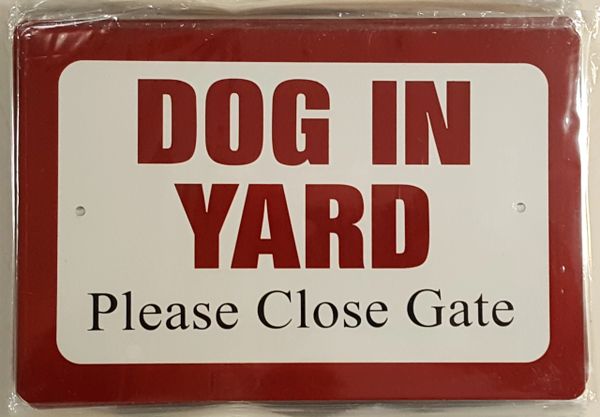 DOG IN
YARD
Please Close Gate